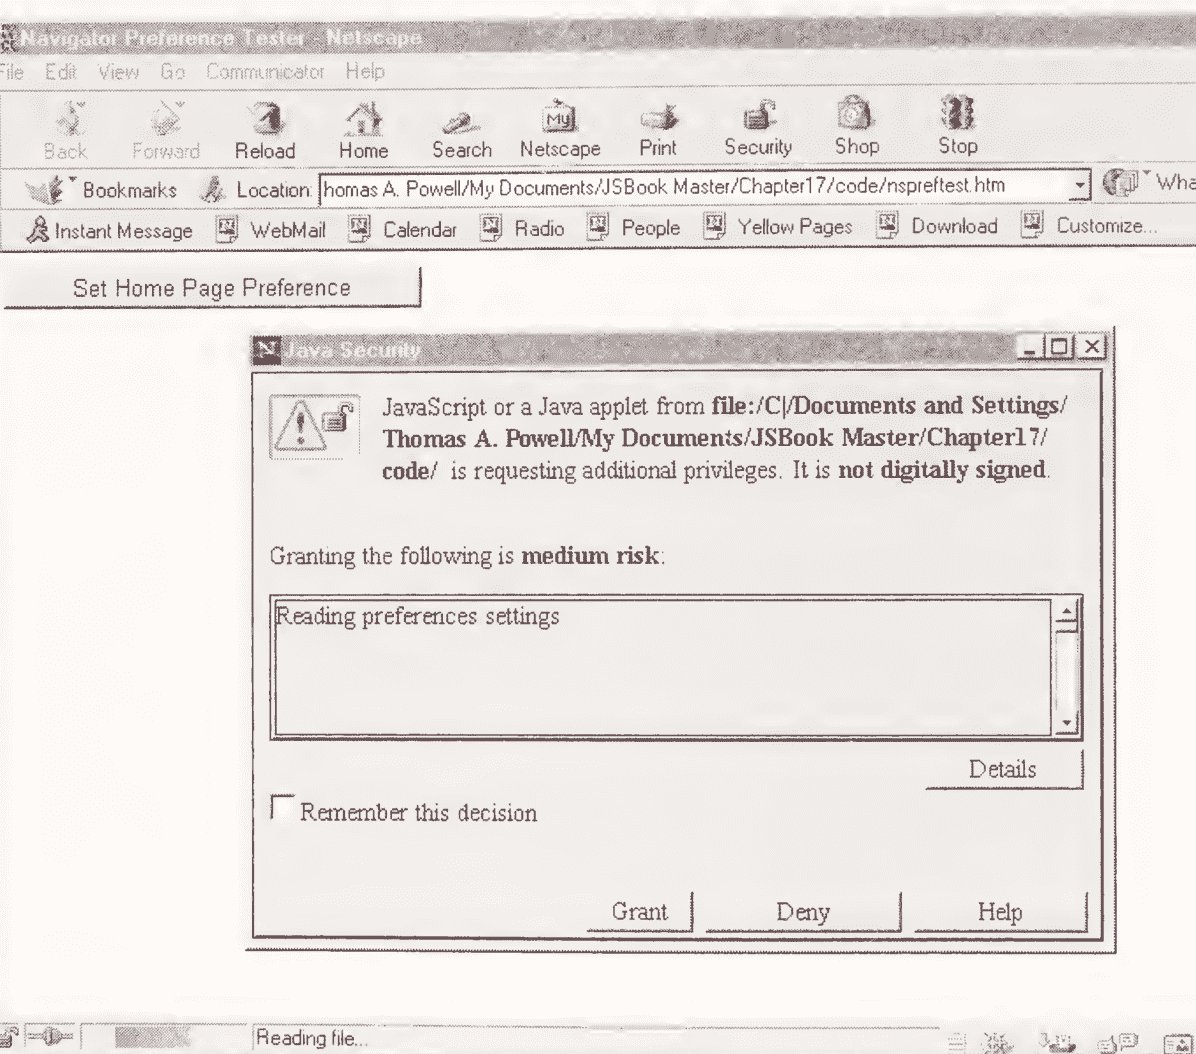 Navigator Preference Tester - Netscape
File Edit View Go Communicator Help
Back Forward Reload Home Search Netscape Print Security Shop Stop
Bookmarks Location: homas A. Powell/My Documents/JSBook Master/Chapter17/code/nspreftest.htm Wha
Instant Message WebMail Calendar Radio People Yellow Pages Download Customize...
Set Home Page Preference
Java Security
JavaScript or a Java applet from file:/C|/Documents and Settings/
Thomas A. Powell/My Documents/JSBook Master/Chapter17/
code/ is requesting additional privileges. It is not digitally signed.
Granting the following is medium risk:
Reading preferences settings
Details
Remember this decision
Grant Deny Help
Reading file...